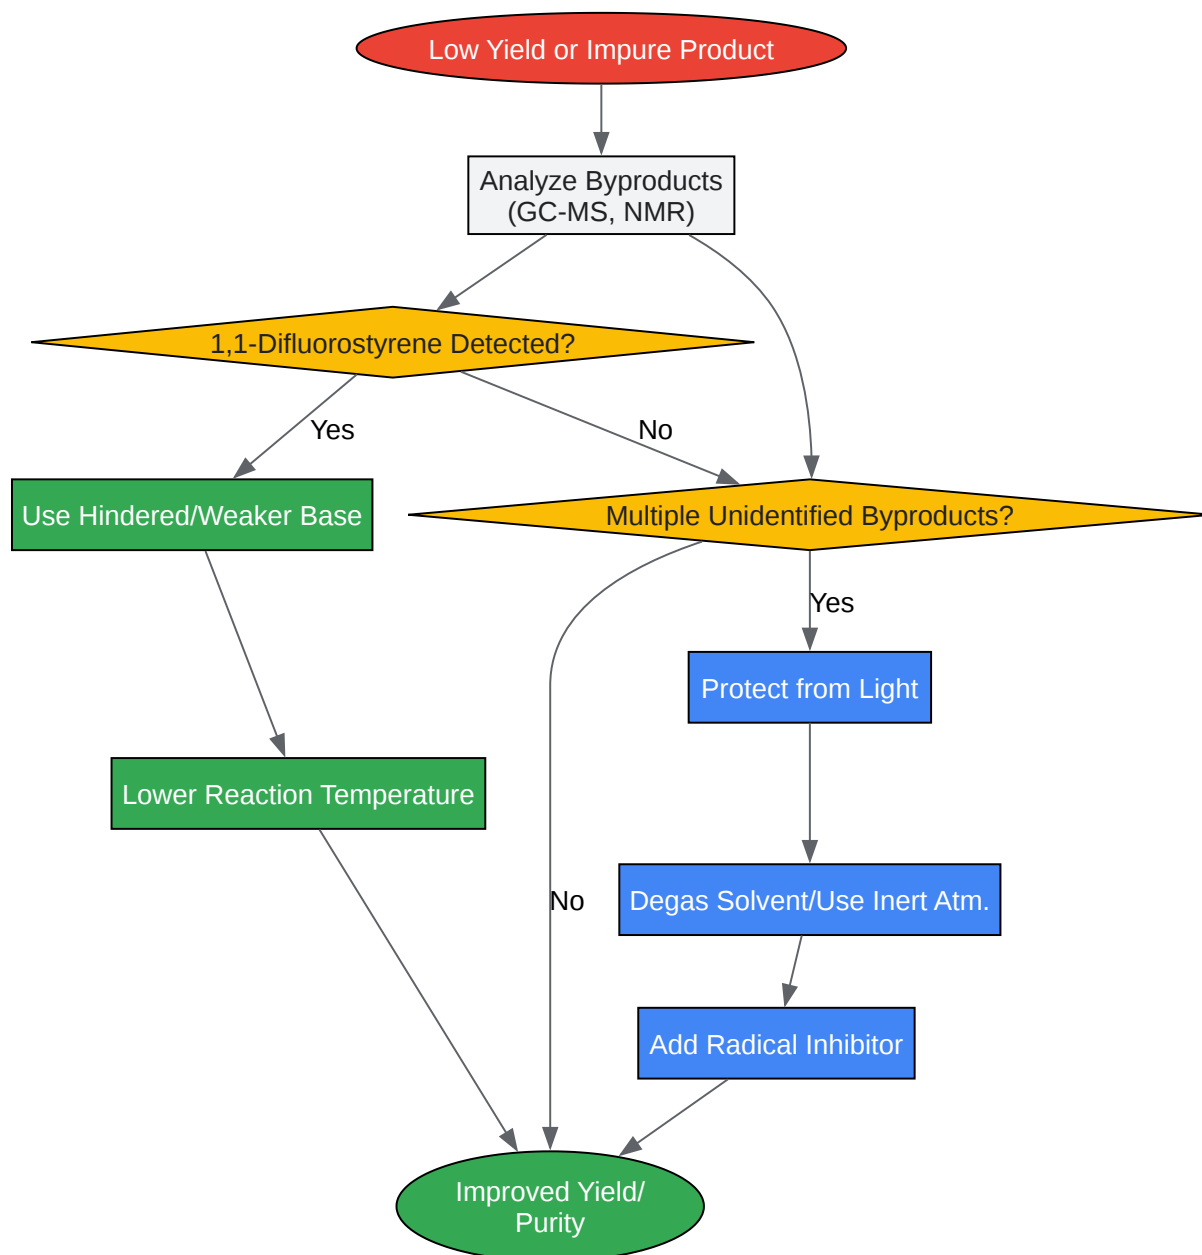 Low Yield or Impure Product
Analyze Byproducts
(GC-MS, NMR)
1,1-Difluorostyrene Detected?
Yes
No
Use Hindered/Weaker Base
Multiple Unidentified Byproducts?
Yes
Protect from Light
Lower Reaction Temperature
No
Degas Solvent/Use Inert Atm.
Add Radical Inhibitor
Improved Yield/
Purity